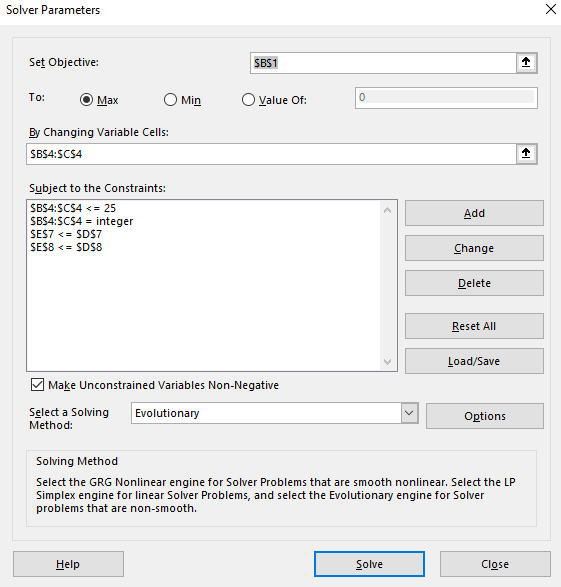 Solver Parameters
Set Objective:
$B$1
To:
Max
Min
Value Of:
0
By Changing Variable Cells:
$B$4:$C$4
Subject to the Constraints:
$B$4:$C$4 <= 25
$B$4:$C$4 = integer
$E$7 <= $D$7
$E$8 <= $D$8
Add
Change
Delete
Reset All
Load/Save
Make Unconstrained Variables Non-Negative
Select a Solving
Method:
Evolutionary
Options
Solving Method
Select the GRG Nonlinear engine for Solver Problems that are smooth nonlinear. Select the LP
Simplex engine for linear Solver Problems, and select the Evolutionary engine for Solver
problems that are non-smooth.
Help
Solve
Close